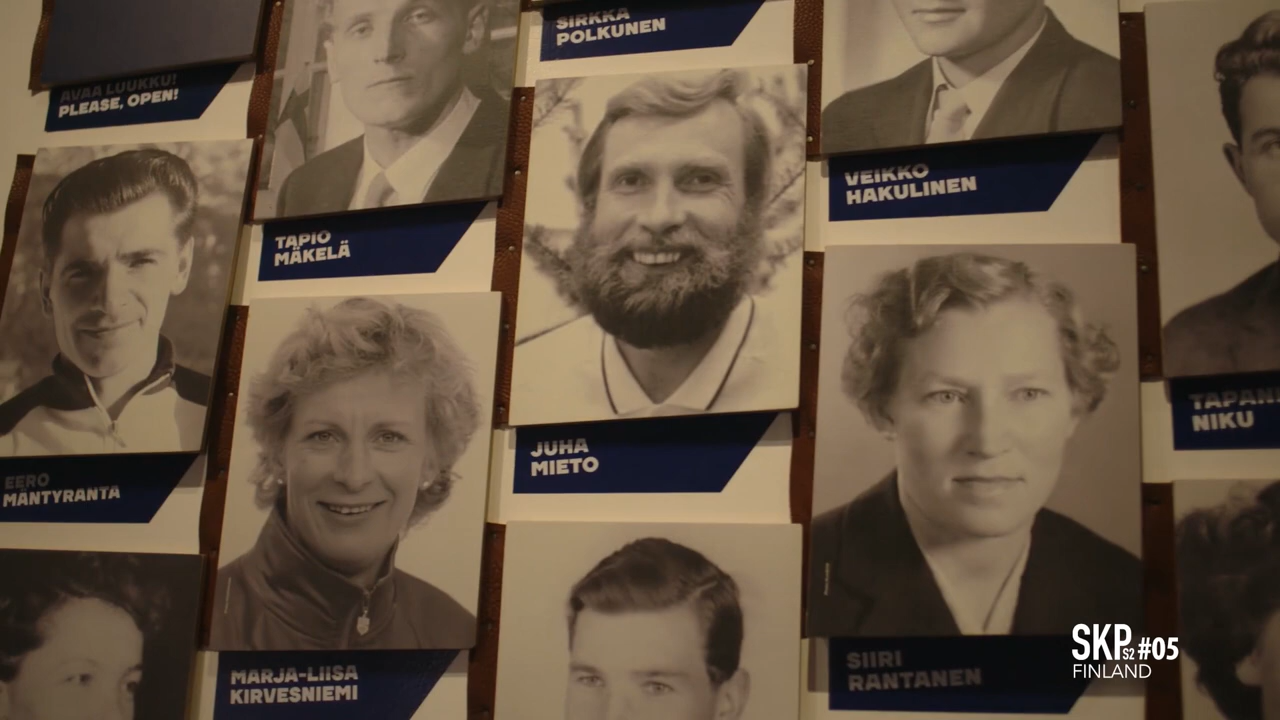 SIRKKA
POLKUNEN
AVAA LUUKKU!
PLEASE, OPEN!
VEIKKO
HAKULINEN
TAPIO
MÄKELÄ
TAPANI
NIKU
JUHA
MIETO
EERO
MÄNTYRANTA
MARJA-LIISA
KIRVESNIEMI
SIIRI
RANTANEN
SKP S2 #05
FINLAND